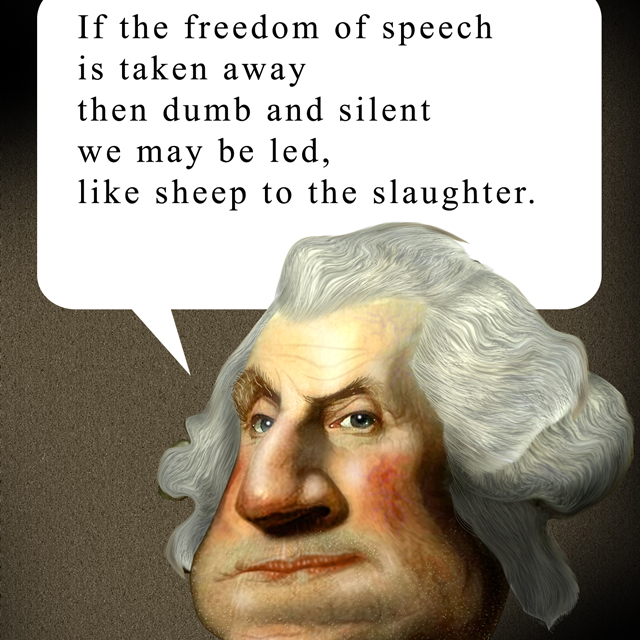 If the freedom of speech
is taken away
then dumb and silent
we may be led,
like sheep to the slaughter.